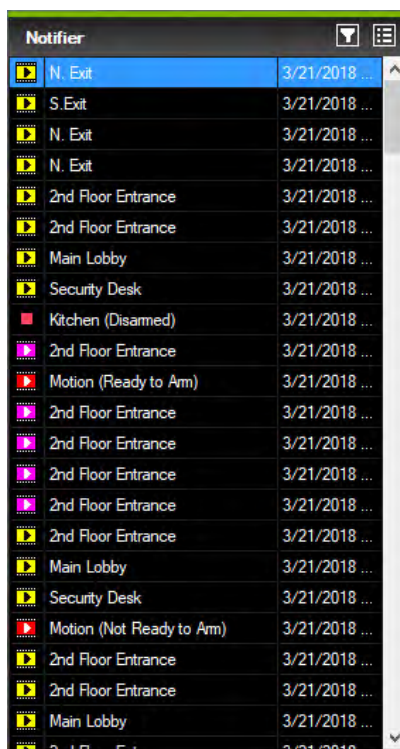 Notifier
N. Exit 3/21/2018 ...
S.Exit 3/21/2018 ...
N. Exit 3/21/2018 ...
N. Exit 3/21/2018 ...
2nd Floor Entrance 3/21/2018 ...
2nd Floor Entrance 3/21/2018 ...
Main Lobby 3/21/2018 ...
Security Desk 3/21/2018 ...
Kitchen (Disarmed) 3/21/2018 ...
2nd Floor Entrance 3/21/2018 ...
Motion (Ready to Arm) 3/21/2018 ...
2nd Floor Entrance 3/21/2018 ...
2nd Floor Entrance 3/21/2018 ...
2nd Floor Entrance 3/21/2018 ...
2nd Floor Entrance 3/21/2018 ...
2nd Floor Entrance 3/21/2018 ...
Main Lobby 3/21/2018 ...
Security Desk 3/21/2018 ...
Motion (Not Ready to Arm) 3/21/2018 ...
2nd Floor Entrance 3/21/2018 ...
2nd Floor Entrance 3/21/2018 ...
Main Lobby 3/21/2018 ...